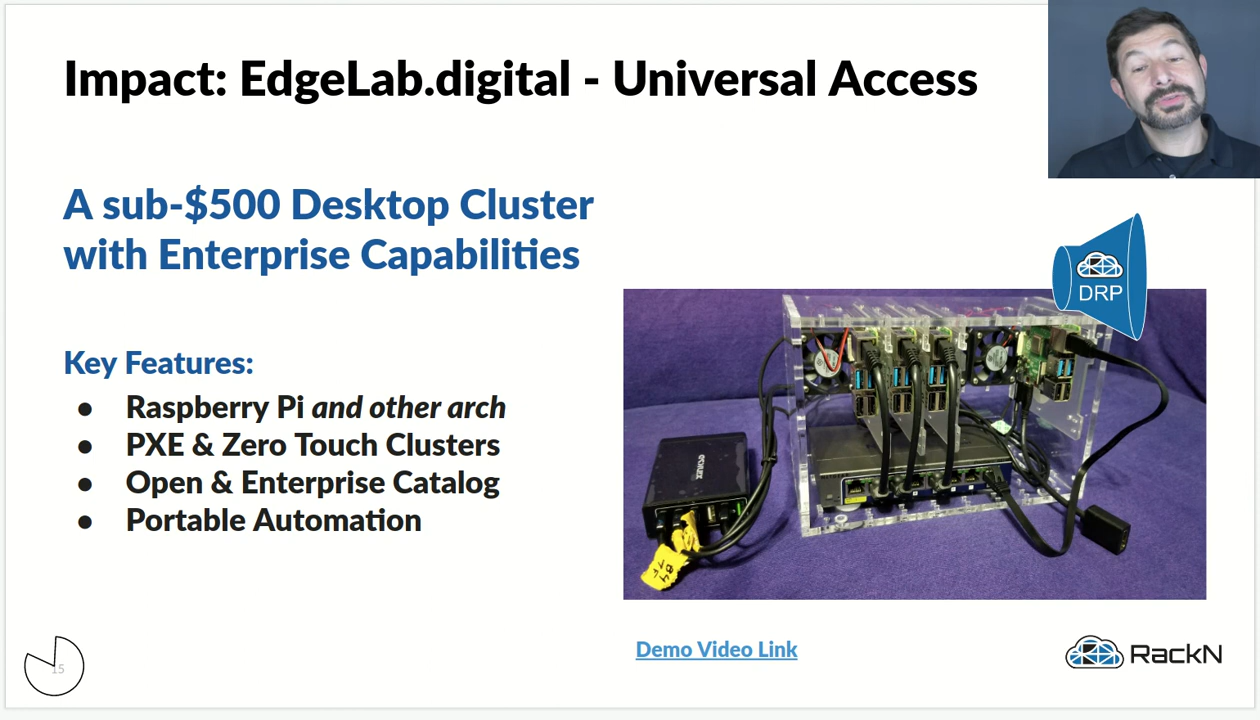 Impact: EdgeLab.digital - Universal Access
A sub-$500 Desktop Cluster
with Enterprise Capabilities
DRP
Key Features:
● Raspberry Pi and other arch
● PXE & Zero Touch Clusters
● Open & Enterprise Catalog
● Portable Automation
15
Demo Video Link
RackN